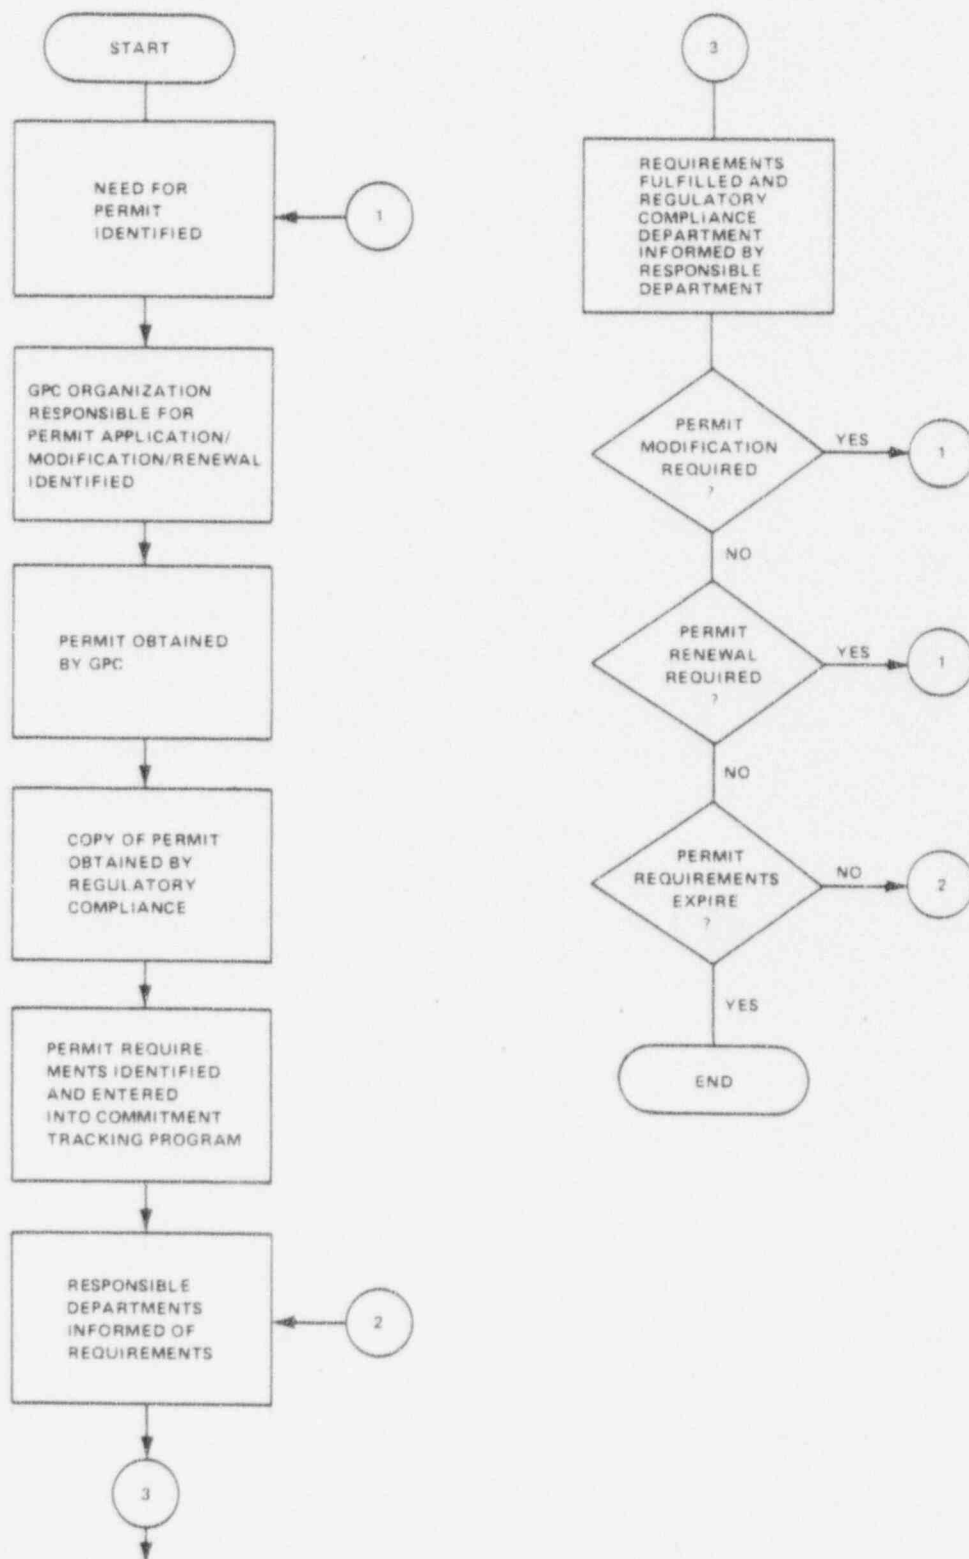 START
NEED FOR
PERMIT
IDENTIFIED
1
GPC ORGANIZATION
RESPONSIBLE FOR
PERMIT APPLICATION/
MODIFICATION/RENEWAL
IDENTIFIED
PERMIT OBTAINED
BY GPC
COPY OF PERMIT
OBTAINED BY
REGULATORY
COMPLIANCE
PERMIT REQUIRE-
MENTS IDENTIFIED
AND ENTERED
INTO COMMITMENT
TRACKING PROGRAM
RESPONSIBLE
DEPARTMENTS
INFORMED OF
REQUIREMENTS
2
3
3
REQUIREMENTS
FULFILLED AND
REGULATORY
COMPLIANCE
DEPARTMENT
INFORMED BY
RESPONSIBLE
DEPARTMENT
PERMIT
MODIFICATION
REQUIRED
?
YES
1
NO
PERMIT
RENEWAL
REQUIRED
?
YES
1
NO
PERMIT
REQUIREMENTS
EXPIRE
?
NO
2
YES
END